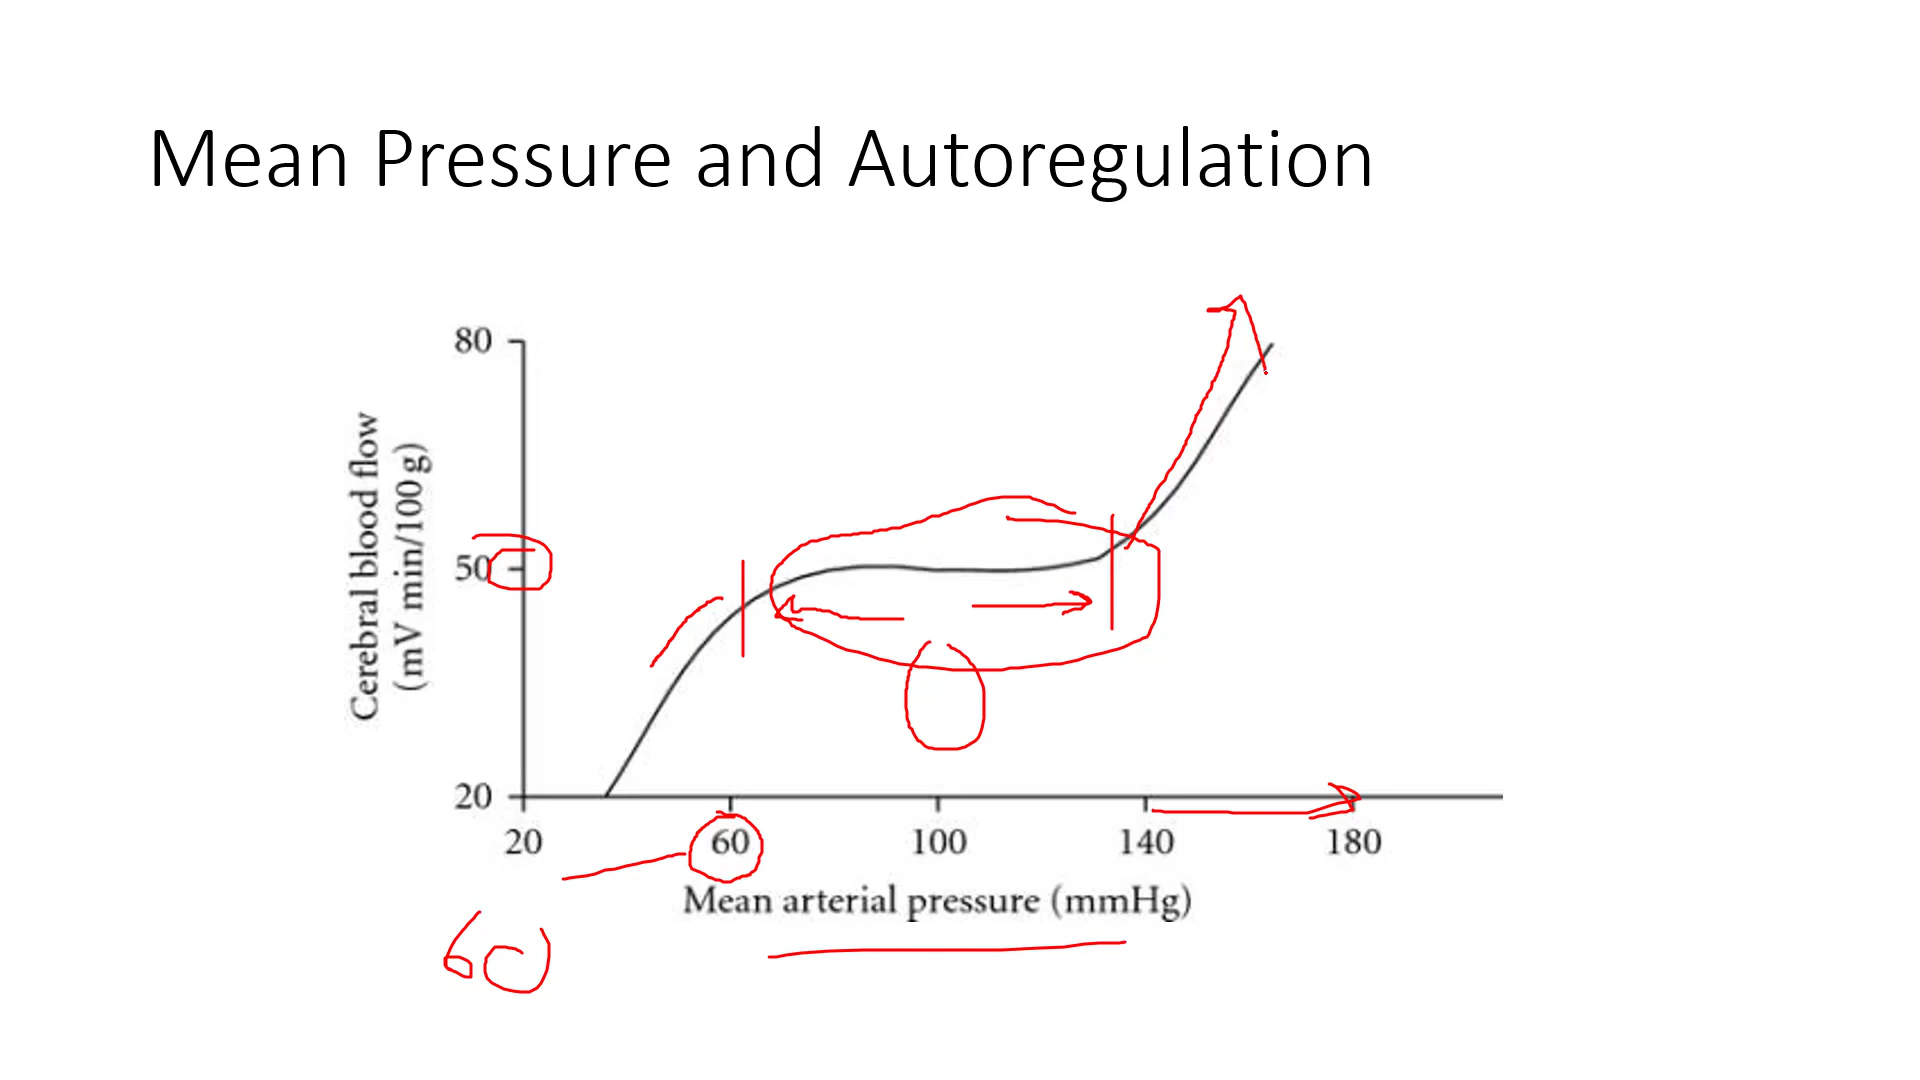 Mean Pressure and Autoregulation
80
50
20
Cerebral blood flow
(mV min/100 g)
20 60 100 140 180
Mean arterial pressure (mmHg)
60